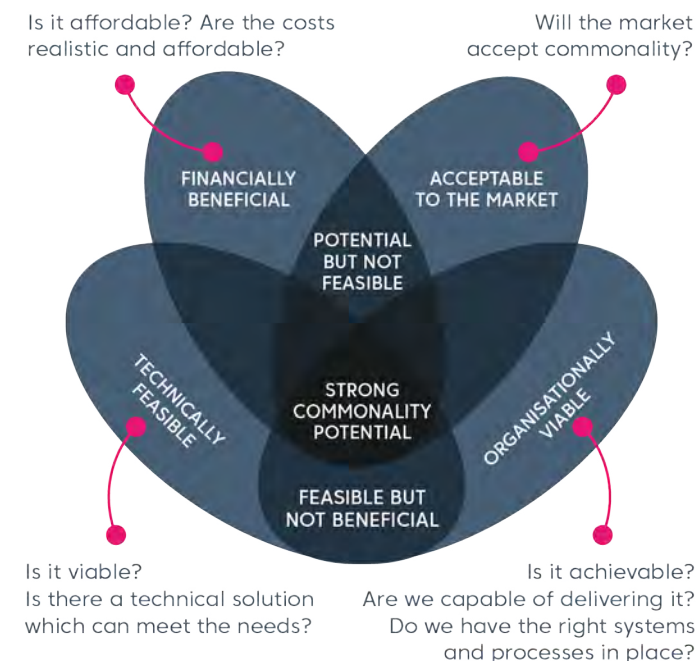 Is it affordable? Are the costs
realistic and affordable?
Will the market
accept commonality?
FINANCIALLY
BENEFICIAL
ACCEPTABLE
TO THE MARKET
POTENTIAL
BUT NOT
FEASIBLE
TECHNICALLY
FEASIBLE
STRONG
COMMONALITY
POTENTIAL
ORGANISATIONALLY
VIABLE
FEASIBLE BUT
NOT BENEFICIAL
Is it viable?
Is there a technical solution
which can meet the needs?
Is it achievable?
Are we capable of delivering it?
Do we have the right systems
and processes in place?